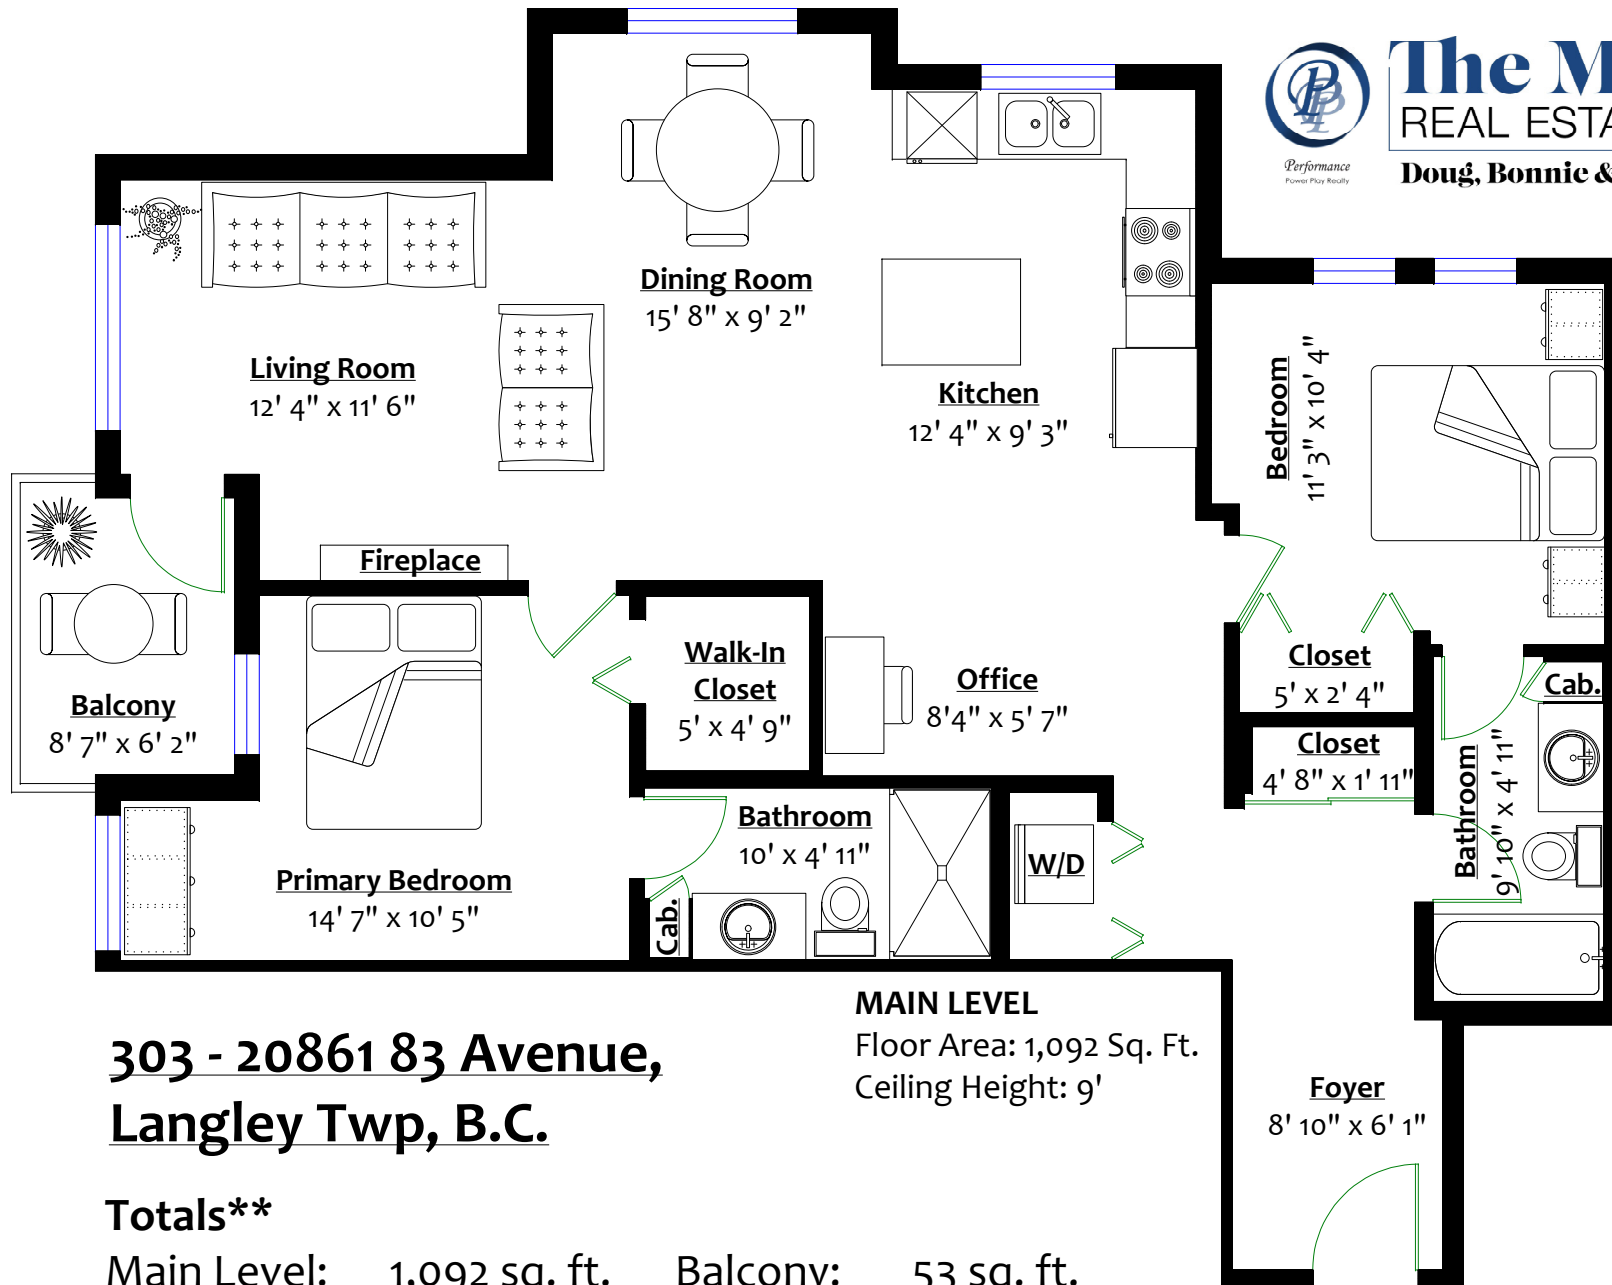 The M
REAL ESTA
Performance
Power Play Realty
Doug, Bonnie &
Dining Room
15' 8" x 9' 2"
Living Room
12' 4" x 11' 6"
Kitchen
12' 4" x 9' 3"
Bedroom
11' 3" x 10' 4"
Fireplace
Walk-In
Closet
5' x 4' 9"
Office
8'4" x 5' 7"
Closet
5' x 2' 4"
Cab.
Balcony
8' 7" x 6' 2"
Closet
4' 8" x 1' 11"
Bathroom
9' 10" x 4' 11"
Bathroom
10' x 4' 11"
W/D
Primary Bedroom
14' 7" x 10' 5"
Cab.
MAIN LEVEL
Floor Area: 1,092 Sq. Ft.
Ceiling Height: 9'
303 - 20861 83 Avenue,
Langley Twp, B.C.
Foyer
8' 10" x 6' 1"
Totals**
Main Level: 1,092 sq. ft. Balcony: 53 sq. ft.